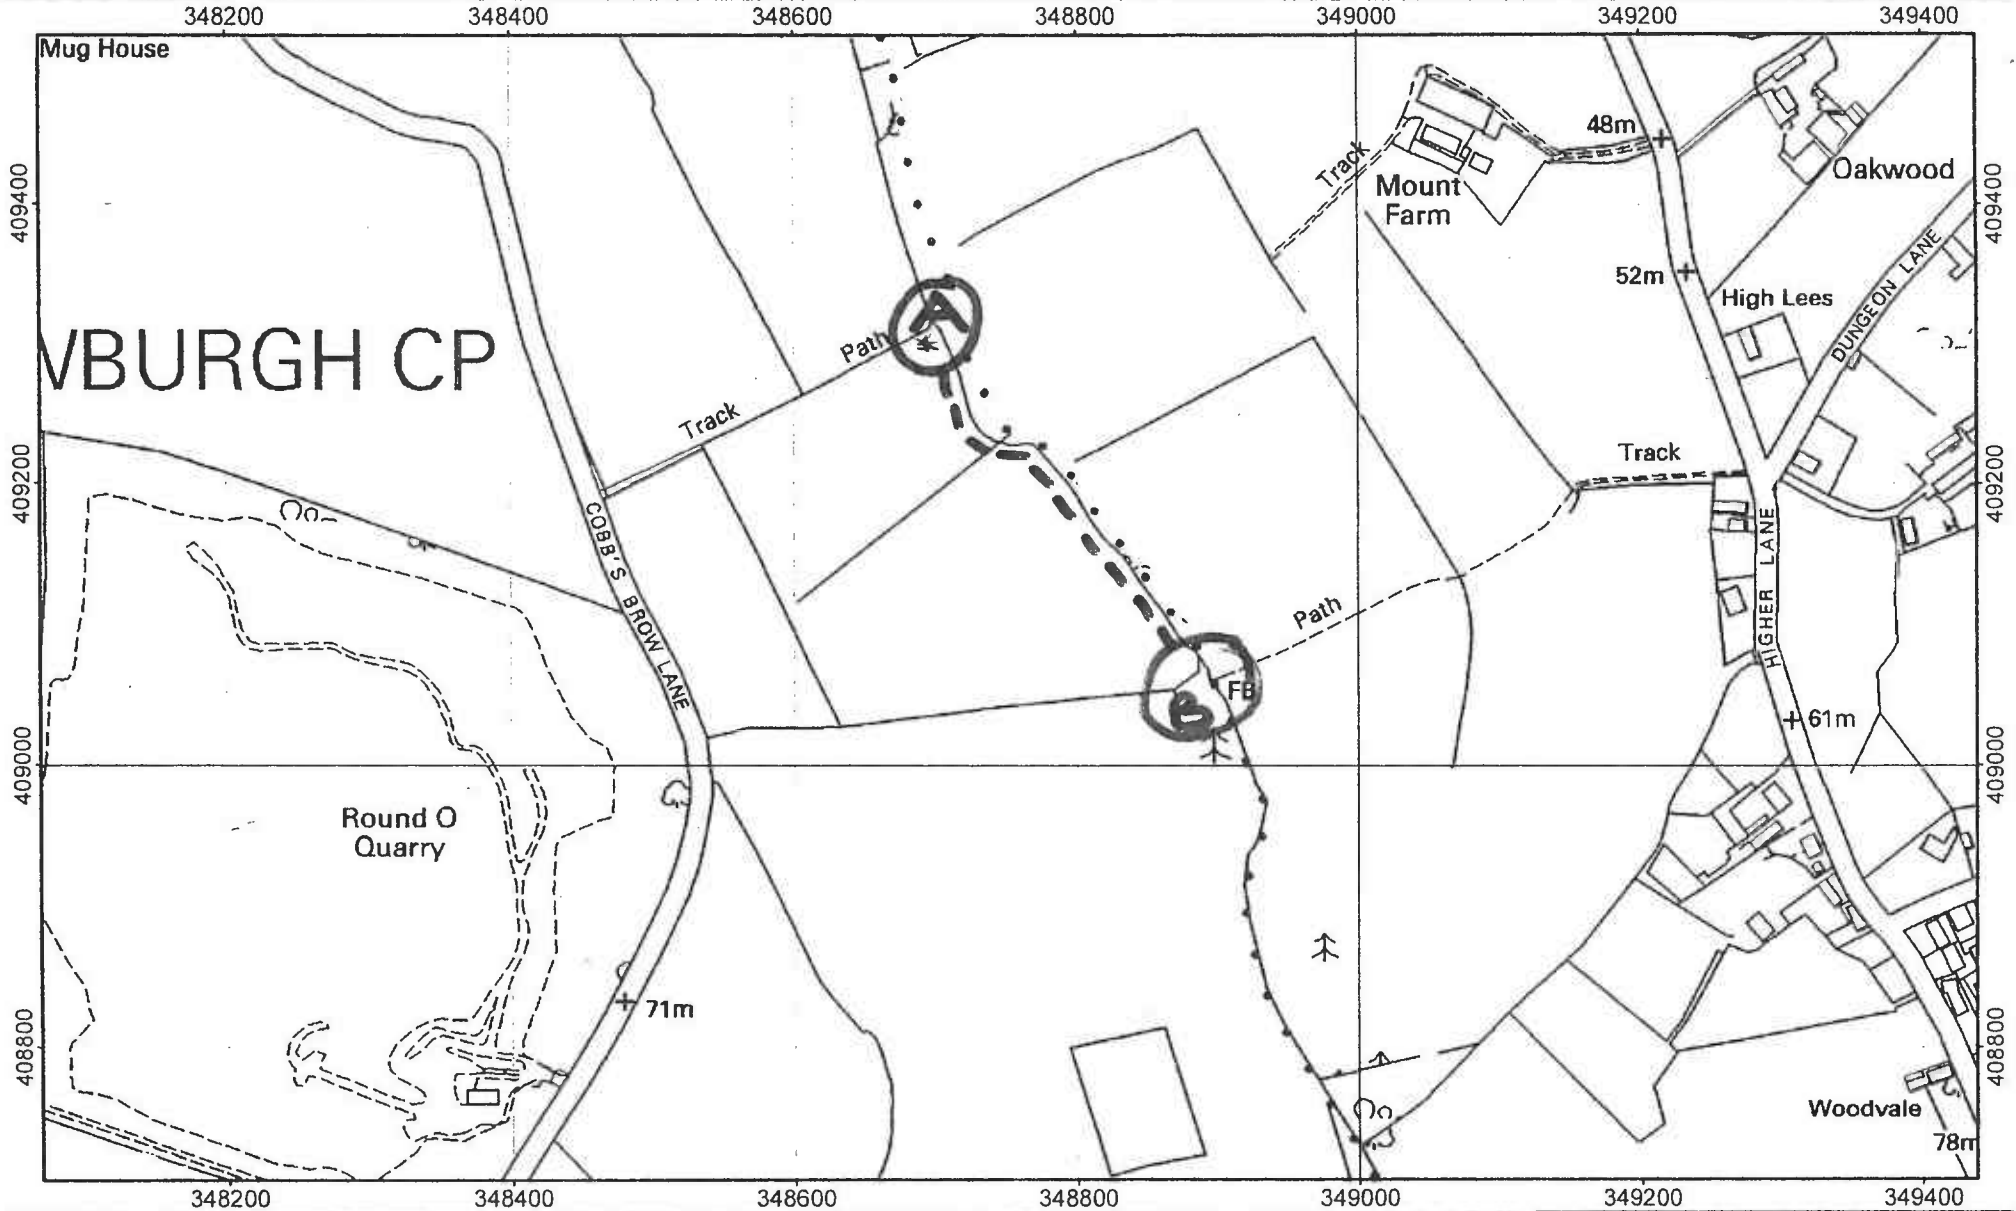 348200 348400 348600 348800 349000 349200 349400
Mug House
48m
Track
Mount
Farm
Oakwood
409400
409400
52m
High Lees
DUNGEON LANE
A
Path
VBURGH CP
Track
Track
409200
409200
COBB'S BROW LANE
HIGHER LANE
Path
FB
61m
409000
409000
Round O
Quarry
71m
408800
408800
Woodvale
78m
348200 348400 348600 348800 349000 349200 349400